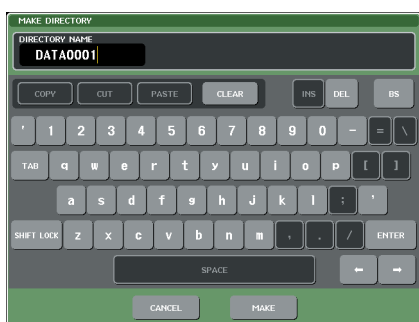 MAKE DIRECTORY
DIRECTORY NAME
DATA0001
COPY CUT PASTE CLEAR INS DEL BS
' 1 2 3 4 5 6 7 8 9 0 - = \
TAB q w e r t y u i o p [ ]
a s d f g h j k l ; '
SHIFT LOCK z x c v b n m , . / ENTER
SPACE ← →
CANCEL MAKE